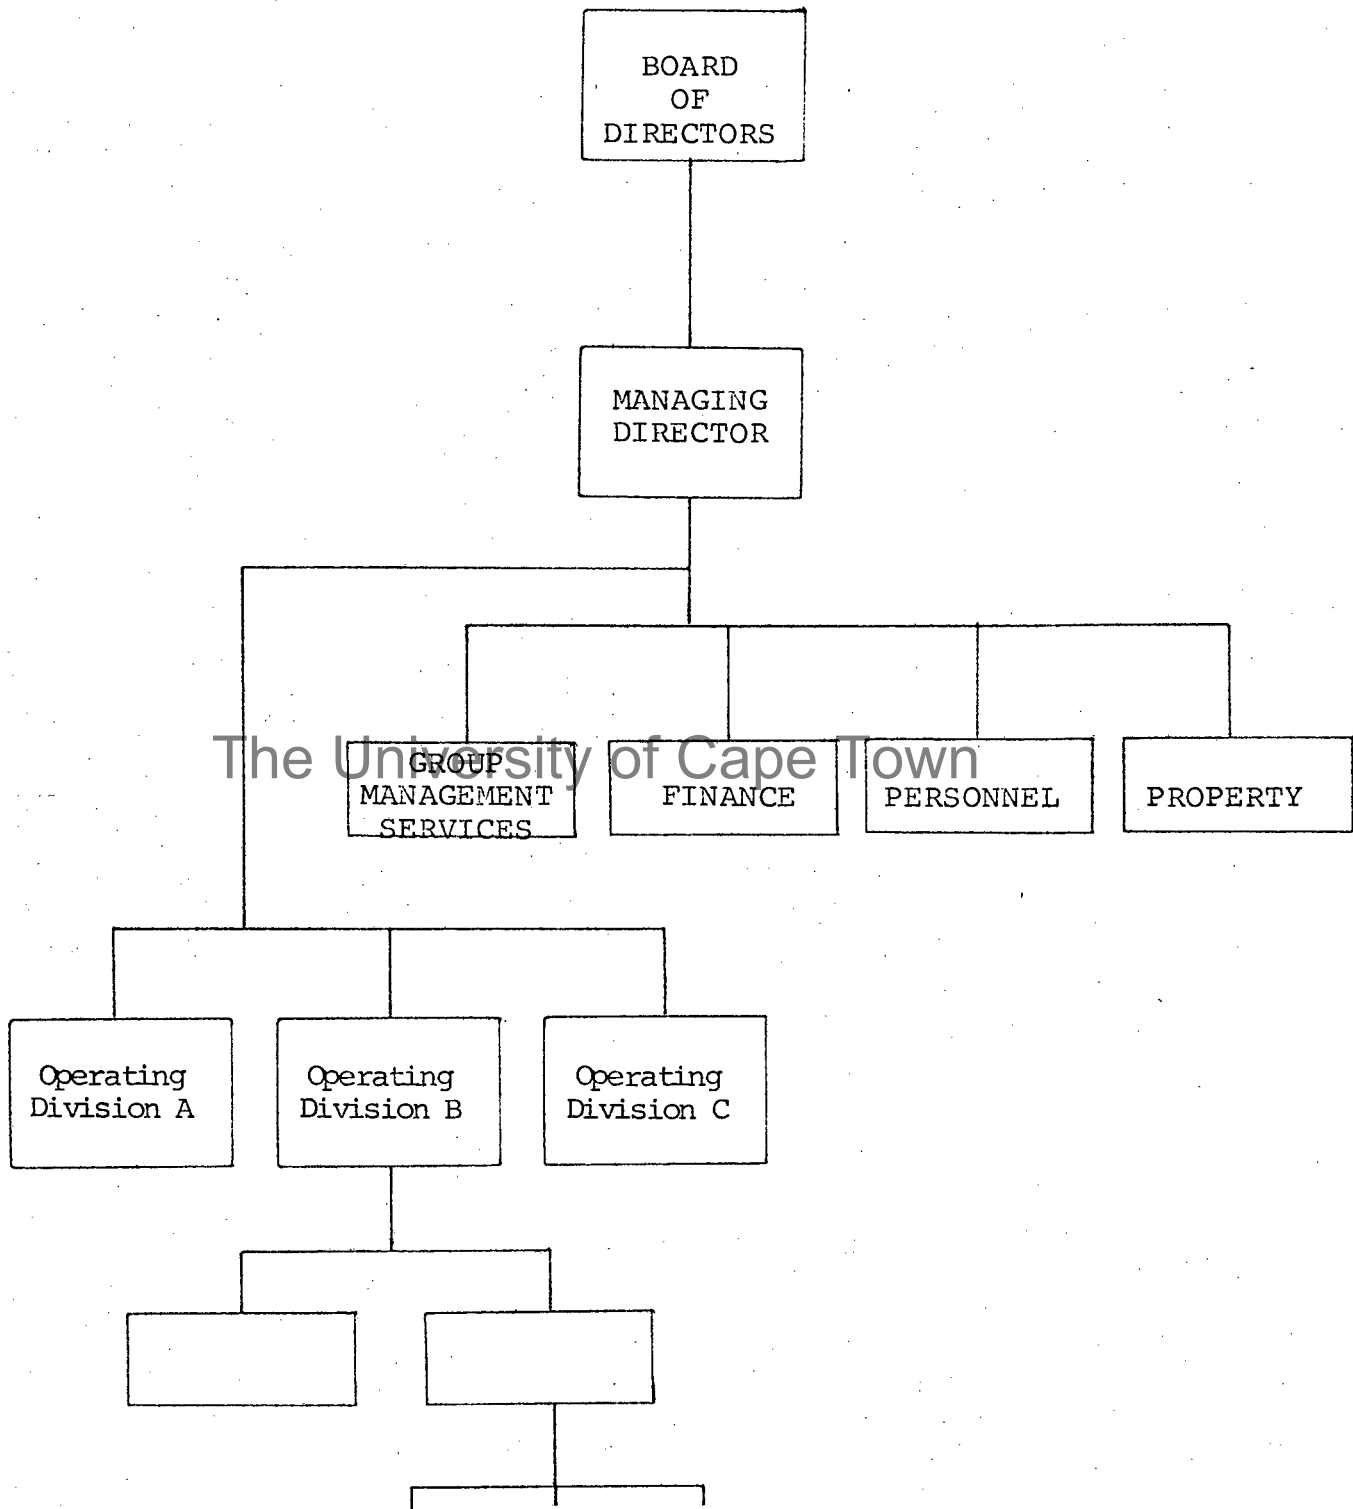 BOARD
OF
DIRECTORS
MANAGING
DIRECTOR
The University of Cape Town
GROUP
MANAGEMENT
SERVICES
FINANCE
PERSONNEL
PROPERTY
Operating
Division A
Operating
Division B
Operating
Division C